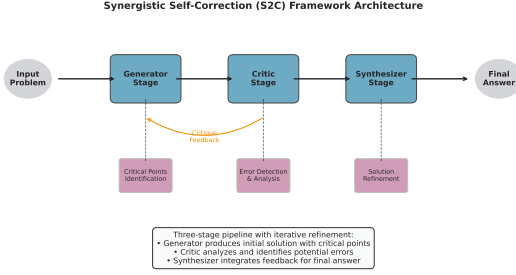 Synergistic Self-Correction (S2C) Framework Architecture
Input
Problem
Generator
Stage
Critic
Stage
Synthesizer
Stage
Final
Answer
Critique
Feedback
Critical Points
Identification
Error Detection
& Analysis
Solution
Refinement
Three-stage pipeline with iterative refinement:
• Generator produces initial solution with critical points
• Critic analyzes and identifies potential errors
• Synthesizer integrates feedback for final answer